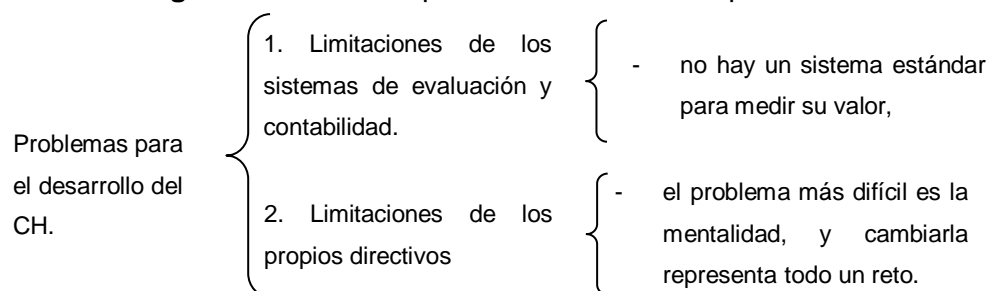 Problemas para
el desarrollo del
CH.
1. Limitaciones de los
sistemas de evaluación y
contabilidad.
- no hay un sistema estándar
para medir su valor,
2. Limitaciones de los
propios directivos
- el problema más difícil es la
mentalidad, y cambiarla
representa todo un reto.